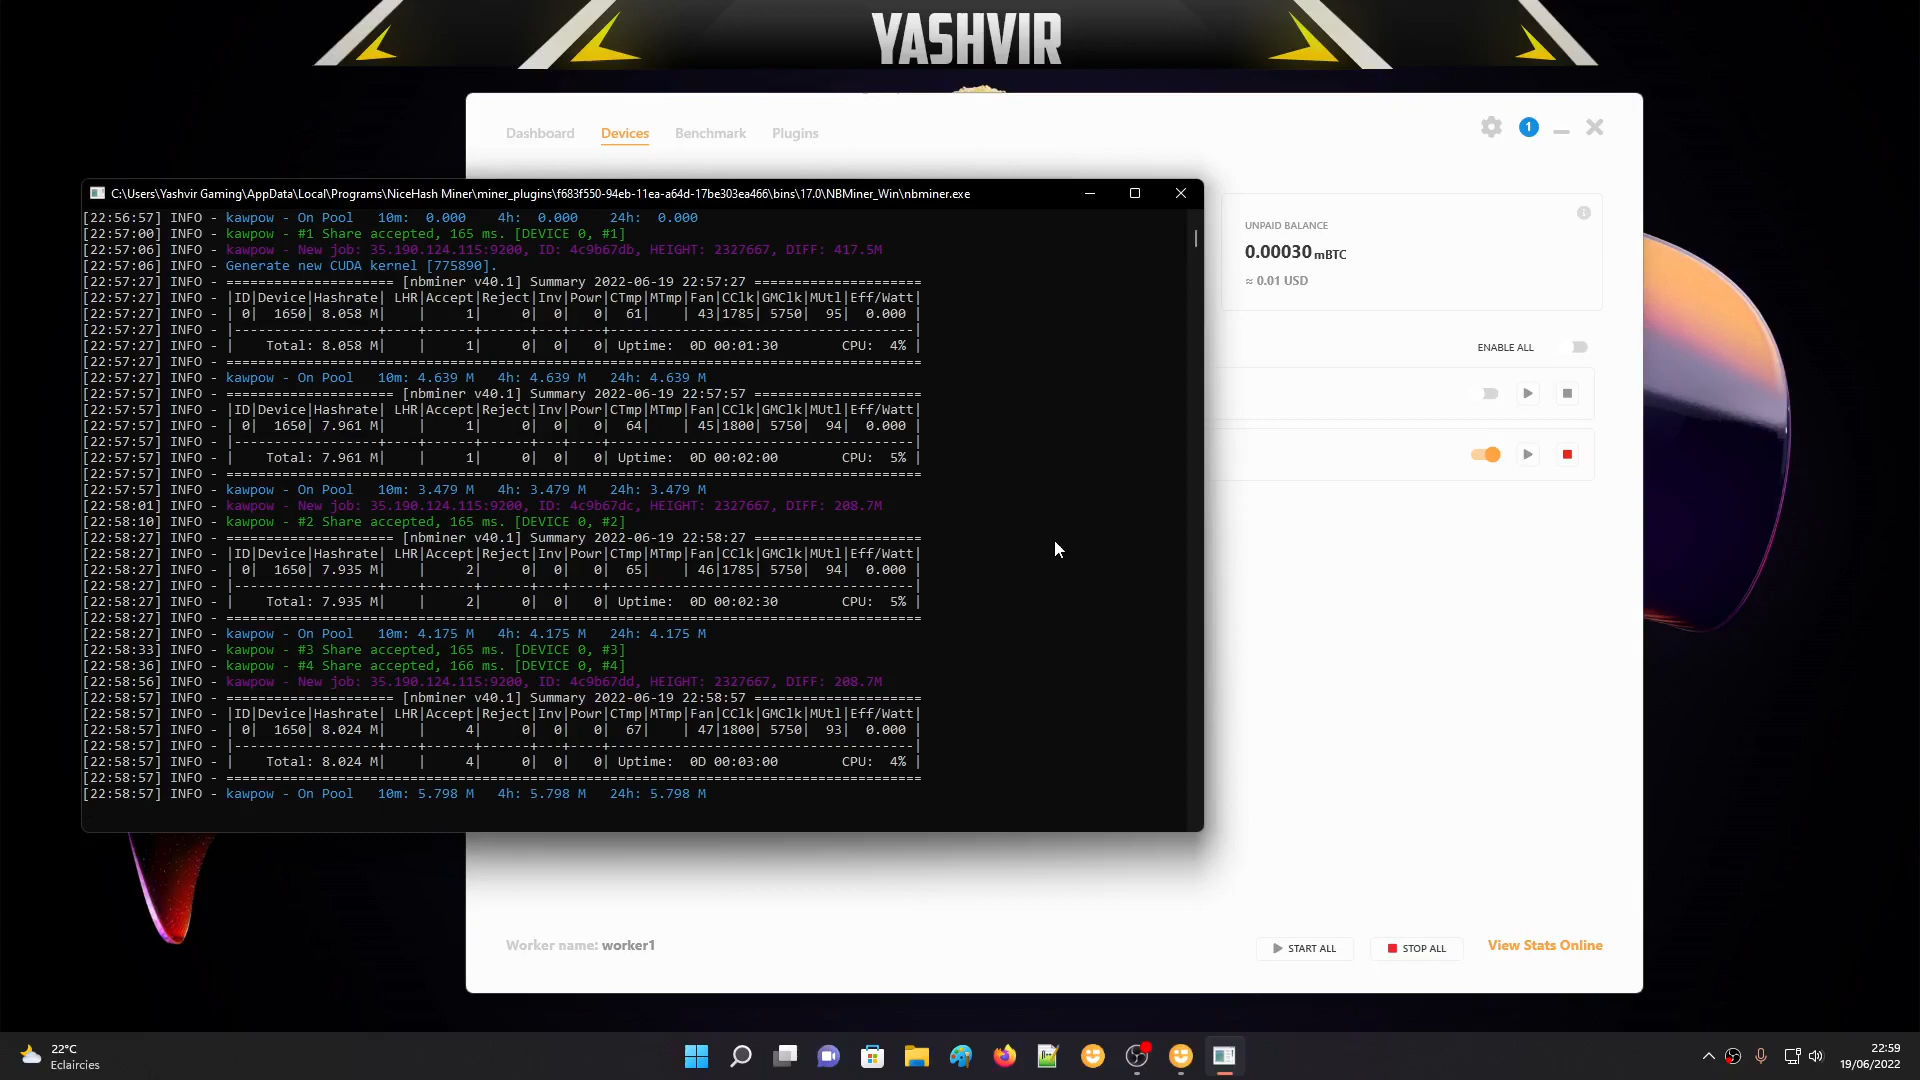 YASHVIR
Dashboard Devices Benchmark Plugins
1
C:\Users\Yashvir Gaming\AppData\Local\Programs\NiceHash Miner\miner_plugins\f683f550-94eb-11ea-a64d-17be303ea466\bins\17.0\NBMiner_Win\nbminer.exe
[22:56:57] INFO - kawpow - On Pool   10m:  0.000    4h:  0.000    24h:  0.000
[22:57:00] INFO - kawpow - #1 Share accepted, 165 ms. [DEVICE 0, #1]
[22:57:06] INFO - kawpow - New job: 35.190.124.115:9200, ID: 4c9b67db, HEIGHT: 2327667, DIFF: 417.5M
[22:57:06] INFO - Generate new CUDA kernel [775890].
[22:57:27] INFO - ===================== [nbminer v40.1] Summary 2022-06-19 22:57:27 =====================
[22:57:27] INFO - |ID|Device|Hashrate| LHR|Accept|Reject|Inv|Powr|CTmp|MTmp|Fan|CClk|GMClk|MUtl|Eff/Watt|
[22:57:27] INFO - | 0|  1650| 8.058 M|    |     1|     0|  0|   0|  61|    | 43|1785| 5750|  95|  0.000 |
[22:57:27] INFO - |------------------+----+------+------+---+----+--------------------------------------|
[22:57:27] INFO - |    Total: 8.058 M|    |     1|     0|  0|   0| Uptime:  0D 00:01:30        CPU:  4% |
[22:57:27] INFO - =======================================================================================
[22:57:27] INFO - kawpow - On Pool   10m: 4.639 M   4h: 4.639 M   24h: 4.639 M
[22:57:57] INFO - ===================== [nbminer v40.1] Summary 2022-06-19 22:57:57 =====================
[22:57:57] INFO - |ID|Device|Hashrate| LHR|Accept|Reject|Inv|Powr|CTmp|MTmp|Fan|CClk|GMClk|MUtl|Eff/Watt|
[22:57:57] INFO - | 0|  1650| 7.961 M|    |     1|     0|  0|   0|  64|    | 45|1800| 5750|  94|  0.000 |
[22:57:57] INFO - |------------------+----+------+------+---+----+--------------------------------------|
[22:57:57] INFO - |    Total: 7.961 M|    |     1|     0|  0|   0| Uptime:  0D 00:02:00        CPU:  5% |
[22:57:57] INFO - =======================================================================================
[22:57:57] INFO - kawpow - On Pool   10m: 3.479 M   4h: 3.479 M   24h: 3.479 M
[22:58:01] INFO - kawpow - New job: 35.190.124.115:9200, ID: 4c9b67dc, HEIGHT: 2327667, DIFF: 208.7M
[22:58:10] INFO - kawpow - #2 Share accepted, 165 ms. [DEVICE 0, #2]
[22:58:27] INFO - ===================== [nbminer v40.1] Summary 2022-06-19 22:58:27 =====================
[22:58:27] INFO - |ID|Device|Hashrate| LHR|Accept|Reject|Inv|Powr|CTmp|MTmp|Fan|CClk|GMClk|MUtl|Eff/Watt|
[22:58:27] INFO - | 0|  1650| 7.935 M|    |     2|     0|  0|   0|  65|    | 46|1785| 5750|  94|  0.000 |
[22:58:27] INFO - |------------------+----+------+------+---+----+--------------------------------------|
[22:58:27] INFO - |    Total: 7.935 M|    |     2|     0|  0|   0| Uptime:  0D 00:02:30        CPU:  5% |
[22:58:27] INFO - =======================================================================================
[22:58:27] INFO - kawpow - On Pool   10m: 4.175 M   4h: 4.175 M   24h: 4.175 M
[22:58:33] INFO - kawpow - #3 Share accepted, 165 ms. [DEVICE 0, #3]
[22:58:36] INFO - kawpow - #4 Share accepted, 166 ms. [DEVICE 0, #4]
[22:58:56] INFO - kawpow - New job: 35.190.124.115:9200, ID: 4c9b67dd, HEIGHT: 2327667, DIFF: 208.7M
[22:58:57] INFO - ===================== [nbminer v40.1] Summary 2022-06-19 22:58:57 =====================
[22:58:57] INFO - |ID|Device|Hashrate| LHR|Accept|Reject|Inv|Powr|CTmp|MTmp|Fan|CClk|GMClk|MUtl|Eff/Watt|
[22:58:57] INFO - | 0|  1650| 8.024 M|    |     4|     0|  0|   0|  67|    | 47|1800| 5750|  93|  0.000 |
[22:58:57] INFO - |------------------+----+------+------+---+----+--------------------------------------|
[22:58:57] INFO - |    Total: 8.024 M|    |     4|     0|  0|   0| Uptime:  0D 00:03:00        CPU:  4% |
[22:58:57] INFO - =======================================================================================
[22:58:57] INFO - kawpow - On Pool   10m: 5.798 M   4h: 5.798 M   24h: 5.798 M
UNPAID BALANCE
0.00030 mBTC
≈ 0.01 USD
ENABLE ALL
Worker name: worker1
START ALL
STOP ALL
View Stats Online
22°C
Eclaircies
22:59
19/06/2022